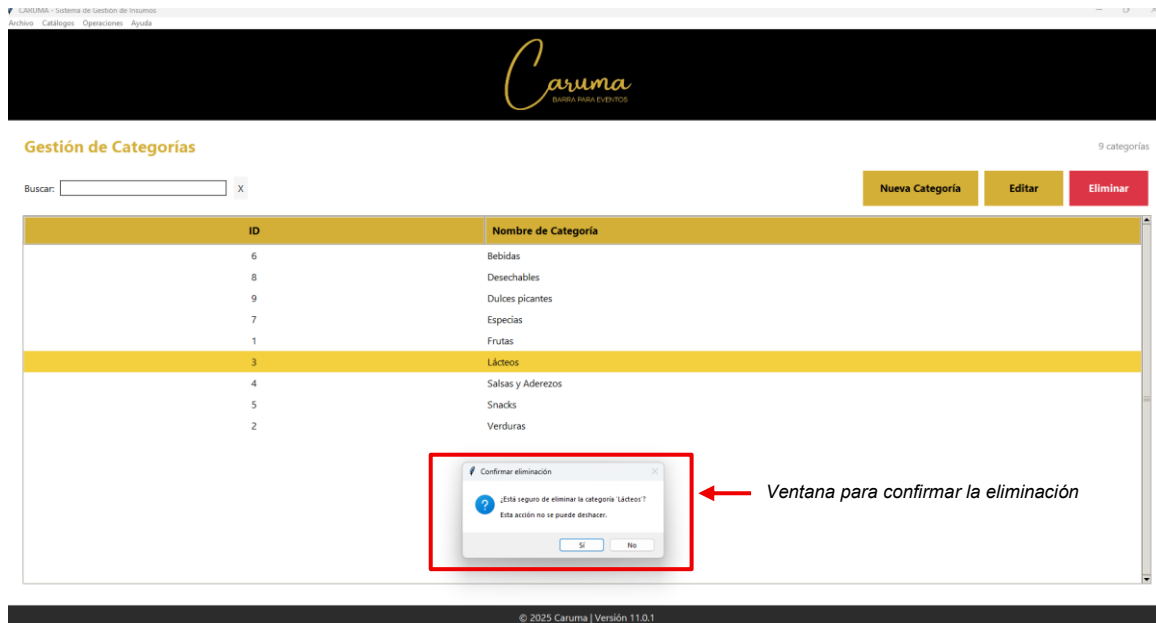 CARUMA - Sistema de Gestión de Insumos
Archivo Catálogos Operaciones Ayuda
Caruma
BARRA PARA EVENTOS
Gestión de Categorías
9 categorías
Buscar: X Nueva Categoría Editar Eliminar
ID Nombre de Categoría
6 Bebidas
8 Desechables
9 Dulces picantes
7 Especias
1 Frutas
3 Lácteos
4 Salsas y Aderezos
5 Snacks
2 Verduras
Confirmar eliminación
¿Está seguro de eliminar la categoría 'Lácteos'?
Esta acción no se puede deshacer.
Sí No
Ventana para confirmar la eliminación
© 2025 Caruma | Versión 11.0.1